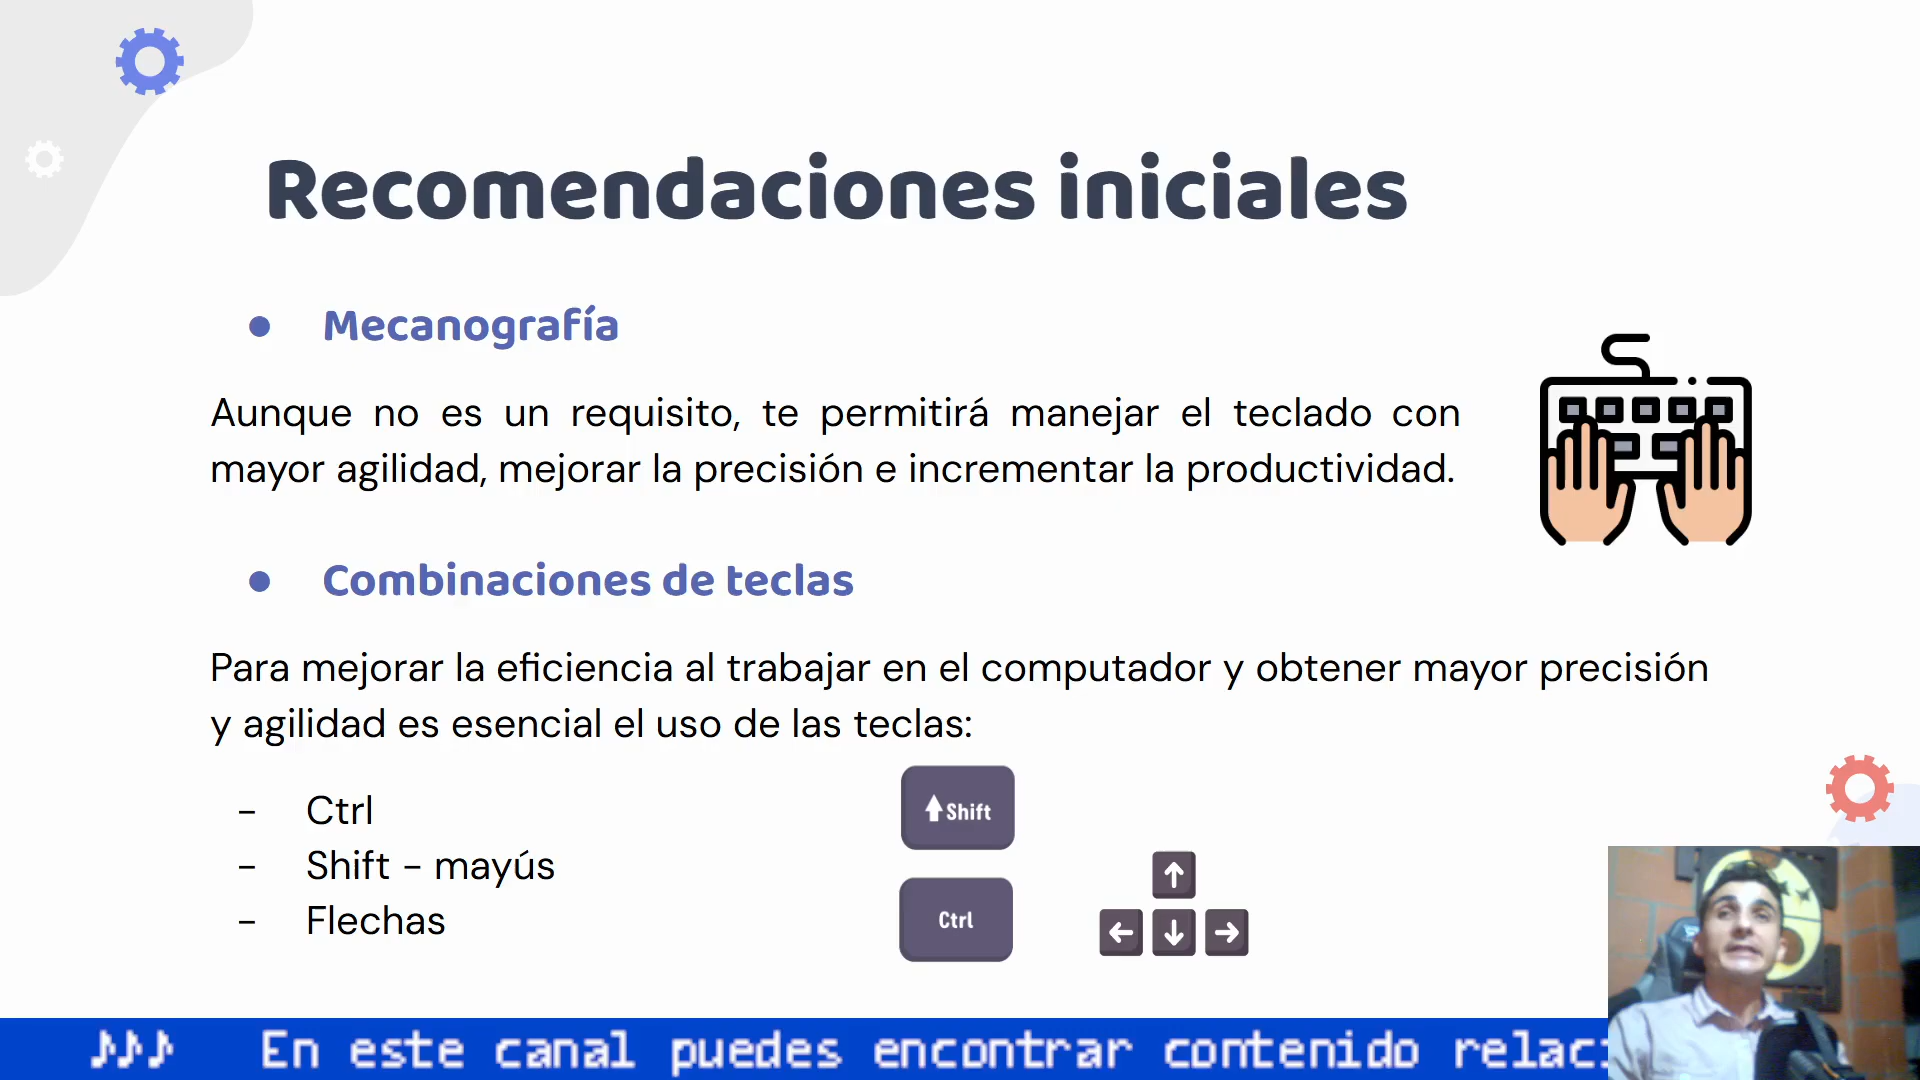 Recomendaciones iniciales
● Mecanografía
Aunque no es un requisito, te permitirá manejar el teclado con
mayor agilidad, mejorar la precisión e incrementar la productividad.
● Combinaciones de teclas
Para mejorar la eficiencia al trabajar en el computador y obtener mayor precisión
y agilidad es esencial el uso de las teclas:
- Ctrl
- Shift - mayús
- Flechas
Shift
Ctrl
♪♪♪ En este canal puedes encontrar contenido relac